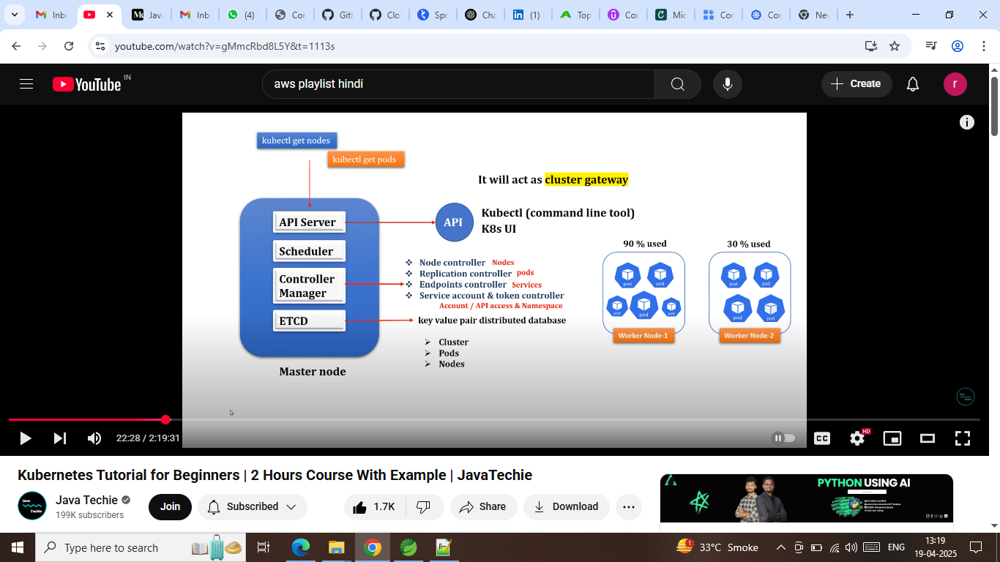 Inb
Java
Inb
(4)
Cor
Gitl
Clo
Spr
Cha
(1)
Top
Cou
Mic
Cor
Cor
Nev
youtube.com/watch?v=gMmcRbd8L5Y&t=1113s
YouTube IN
aws playlist hindi
Create
r
kubectl get nodes
kubectl get pods
It will act as cluster gateway
API Server
API
Kubectl (command line tool)
K8s UI
Scheduler
Controller
Manager
Node controller Nodes
Replication controller pods
Endpoints controller Services
Service account & token controller
Account / API access & Namespace
ETCD
key value pair distributed database
Cluster
Pods
Nodes
Master node
90 % used
30 % used
pod
pod
pod
pod
pod
pod
pod
pod
pod
Worker Node-1
Worker Node-2
22:28 / 2:19:31
CC
HD
Kubernetes Tutorial for Beginners | 2 Hours Course With Example | JavaTechie
Java Techie
199K subscribers
Join
Subscribed
1.7K
Share
Download
PYTHON USING AI
Type here to search
1
33°C Smoke
ENG
13:19
19-04-2025